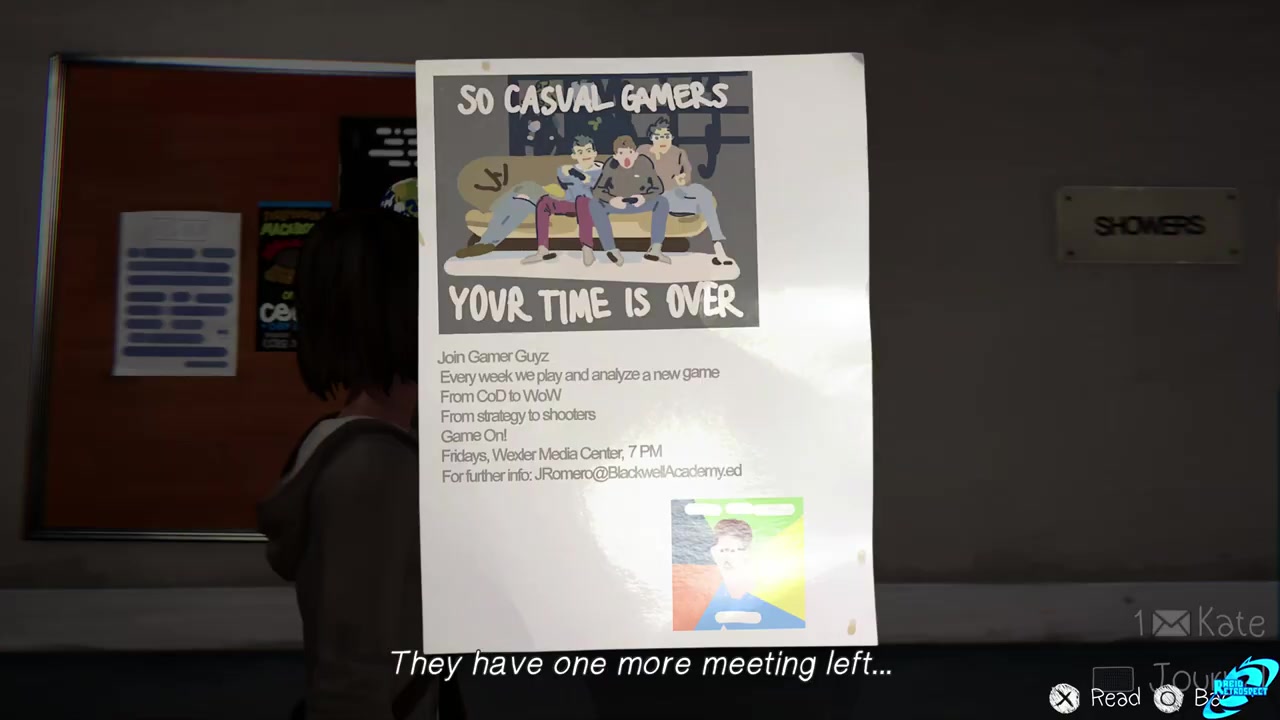 SO CASUAL GAMERS
YOUR TIME IS OVER
Join Gamer Guyz
Every week we play and analyze a new game
From CoD to WoW
From strategy to shooters
Game On!
Fridays, Wexler Media Center, 7 PM
For further info: JRomero@BlackwellAcademy.ed
SHOWERS
They have one more meeting left...
1 Kate
Read